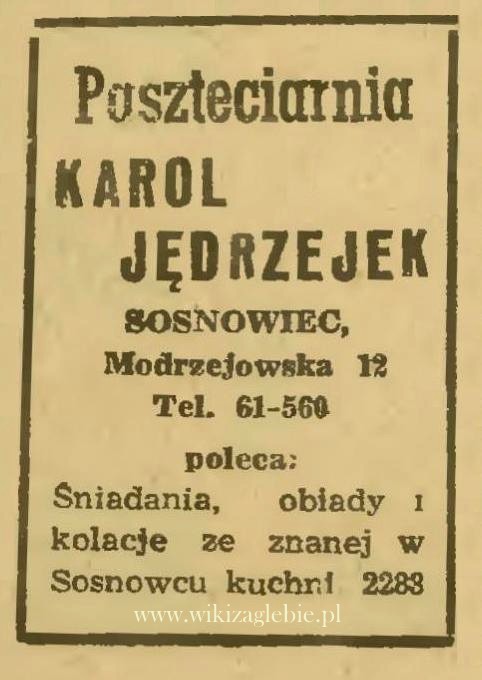 Paszteciarnia
KAROL
JĘDRZEJEK
SOSNOWIEC,
Modrzejowska 12
Tel. 61-560
poleca:
Śniadania, obiady i
kolacje ze znanej w
Sosnowcu kuchni 2283
www.wikizaglebie.pl